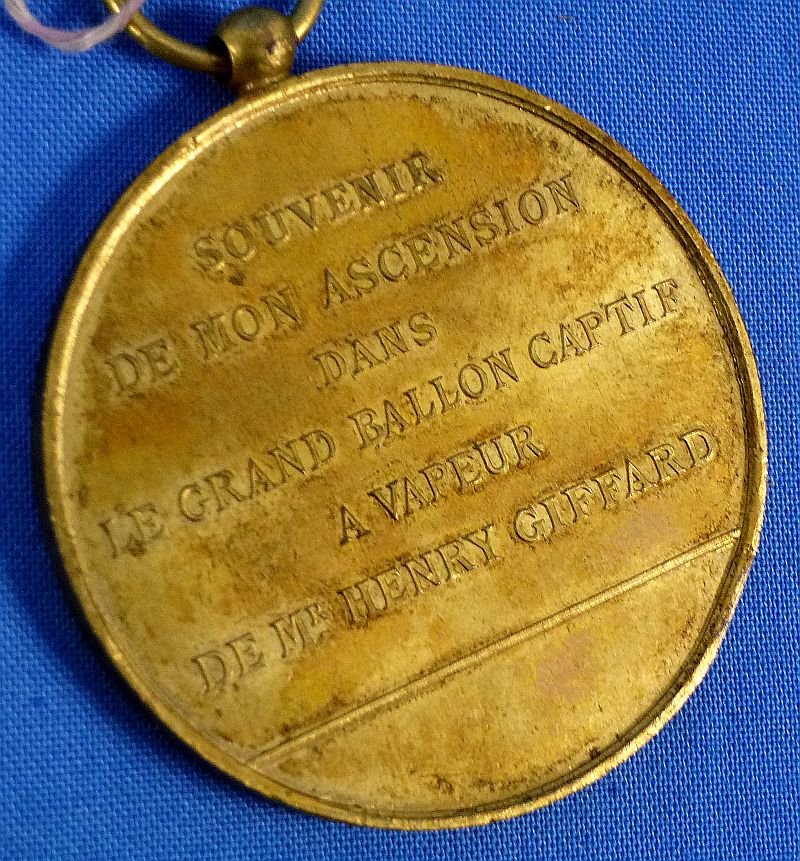 SOUVENIR
DE MON ASCENSION
DANS
LE GRAND BALLON CAPTIF
A VAPEUR
DE MR HENRY GIFFARD